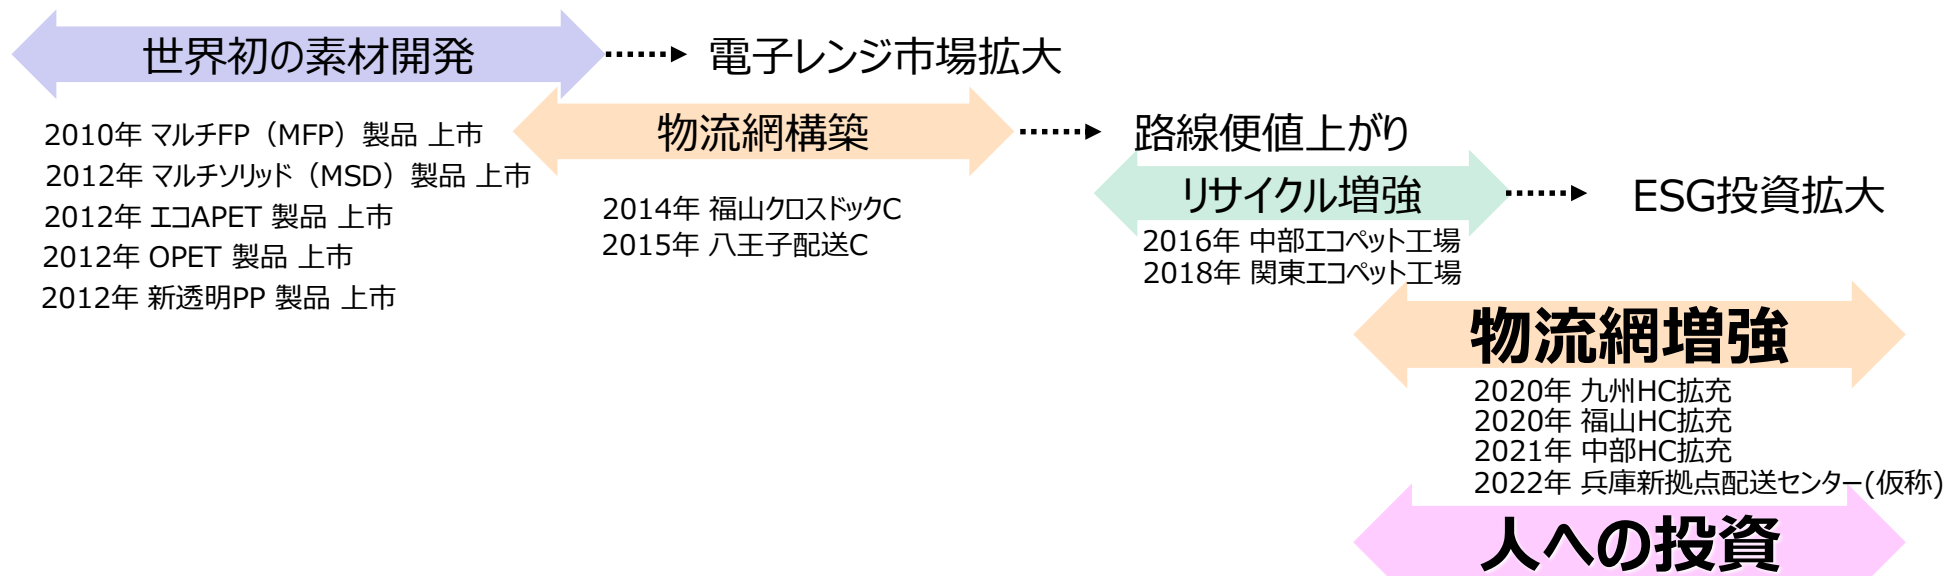 世界初の素材開発
電子レンジ市場拡大
2010年 マルチFP（MFP）製品 上市
2012年 マルチソリッド（MSD）製品 上市
2012年 エコAPET 製品 上市
2012年 OPET 製品 上市
2012年 新透明PP 製品 上市
物流網構築
路線便値上がり
2014年 福山クロスドックC
2015年 八王子配送C
リサイクル増強
ESG投資拡大
2016年 中部エコペット工場
2018年 関東エコペット工場
物流網増強
2020年 九州HC拡充
2020年 福山HC拡充
2021年 中部HC拡充
2022年 兵庫新拠点配送センター(仮称)
人への投資